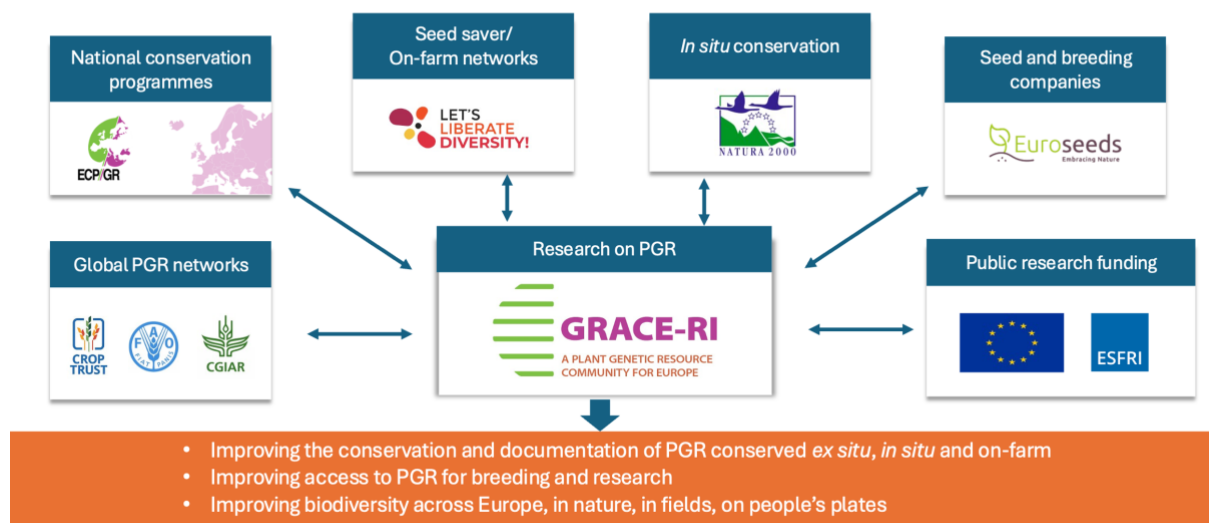 National conservation
programmes
ECP/GR
Seed saver/
On-farm networks
LET'S
LIBERATE
DIVERSITY!
In situ conservation
NATURA 2000
Seed and breeding
companies
Euroseeds
Embracing Nature
Global PGR networks
CROP
TRUST
F A O
FIAT PANIS
CGIAR
Research on PGR
GRACE-RI
A PLANT GENETIC RESOURCE
COMMUNITY FOR EUROPE
Public research funding
ESFRI
• Improving the conservation and documentation of PGR conserved ex situ, in situ and on-farm
• Improving access to PGR for breeding and research
• Improving biodiversity across Europe, in nature, in fields, on people's plates